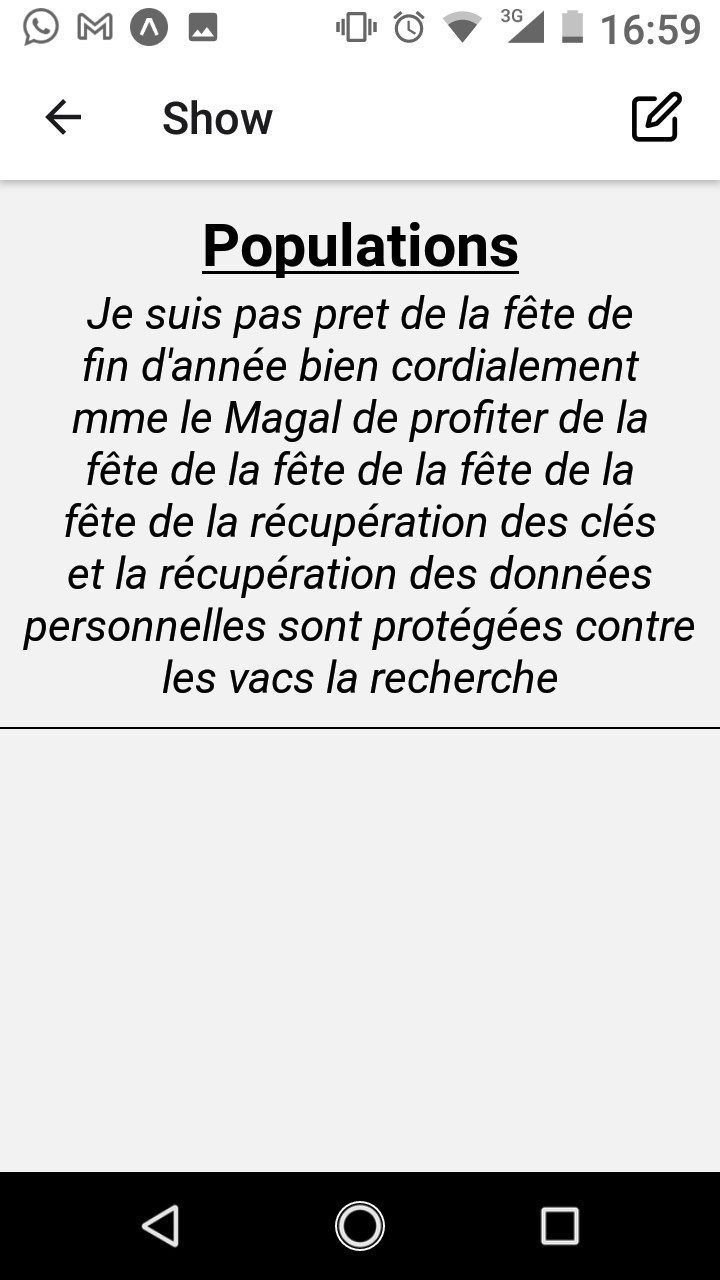 3G 16:59
Show
Populations
Je suis pas pret de la fête de
fin d'année bien cordialement
mme le Magal de profiter de la
fête de la fête de la fête de la
fête de la récupération des clés
et la récupération des données
personnelles sont protégées contre
les vacs la recherche